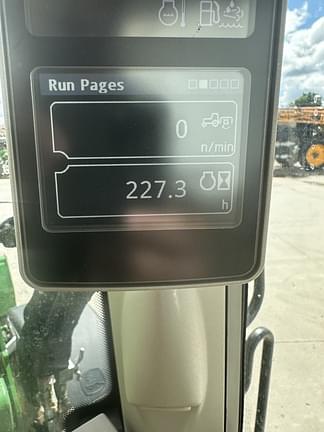 Run Pages
0
n/min
227.3
h